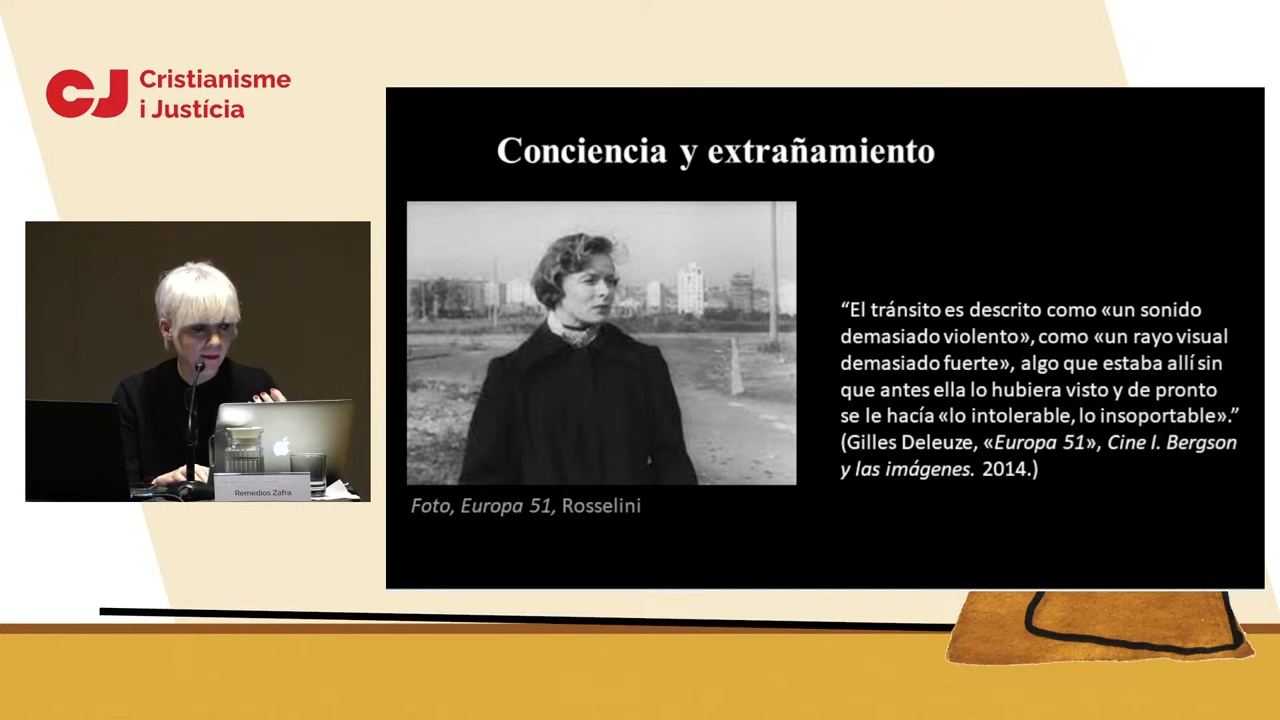 CJ Cristianisme
i Justícia
Conciencia y extrañamiento
“El tránsito es descrito como «un sonido
demasiado violento», como «un rayo visual
demasiado fuerte», algo que estaba allí sin
que antes ella lo hubiera visto y de pronto
se le hacía «lo intolerable, lo insoportable».”
(Gilles Deleuze, «Europa 51», Cine I. Bergson
y las imágenes. 2014.)
Foto, Europa 51, Rosselini
Remedios Zafra